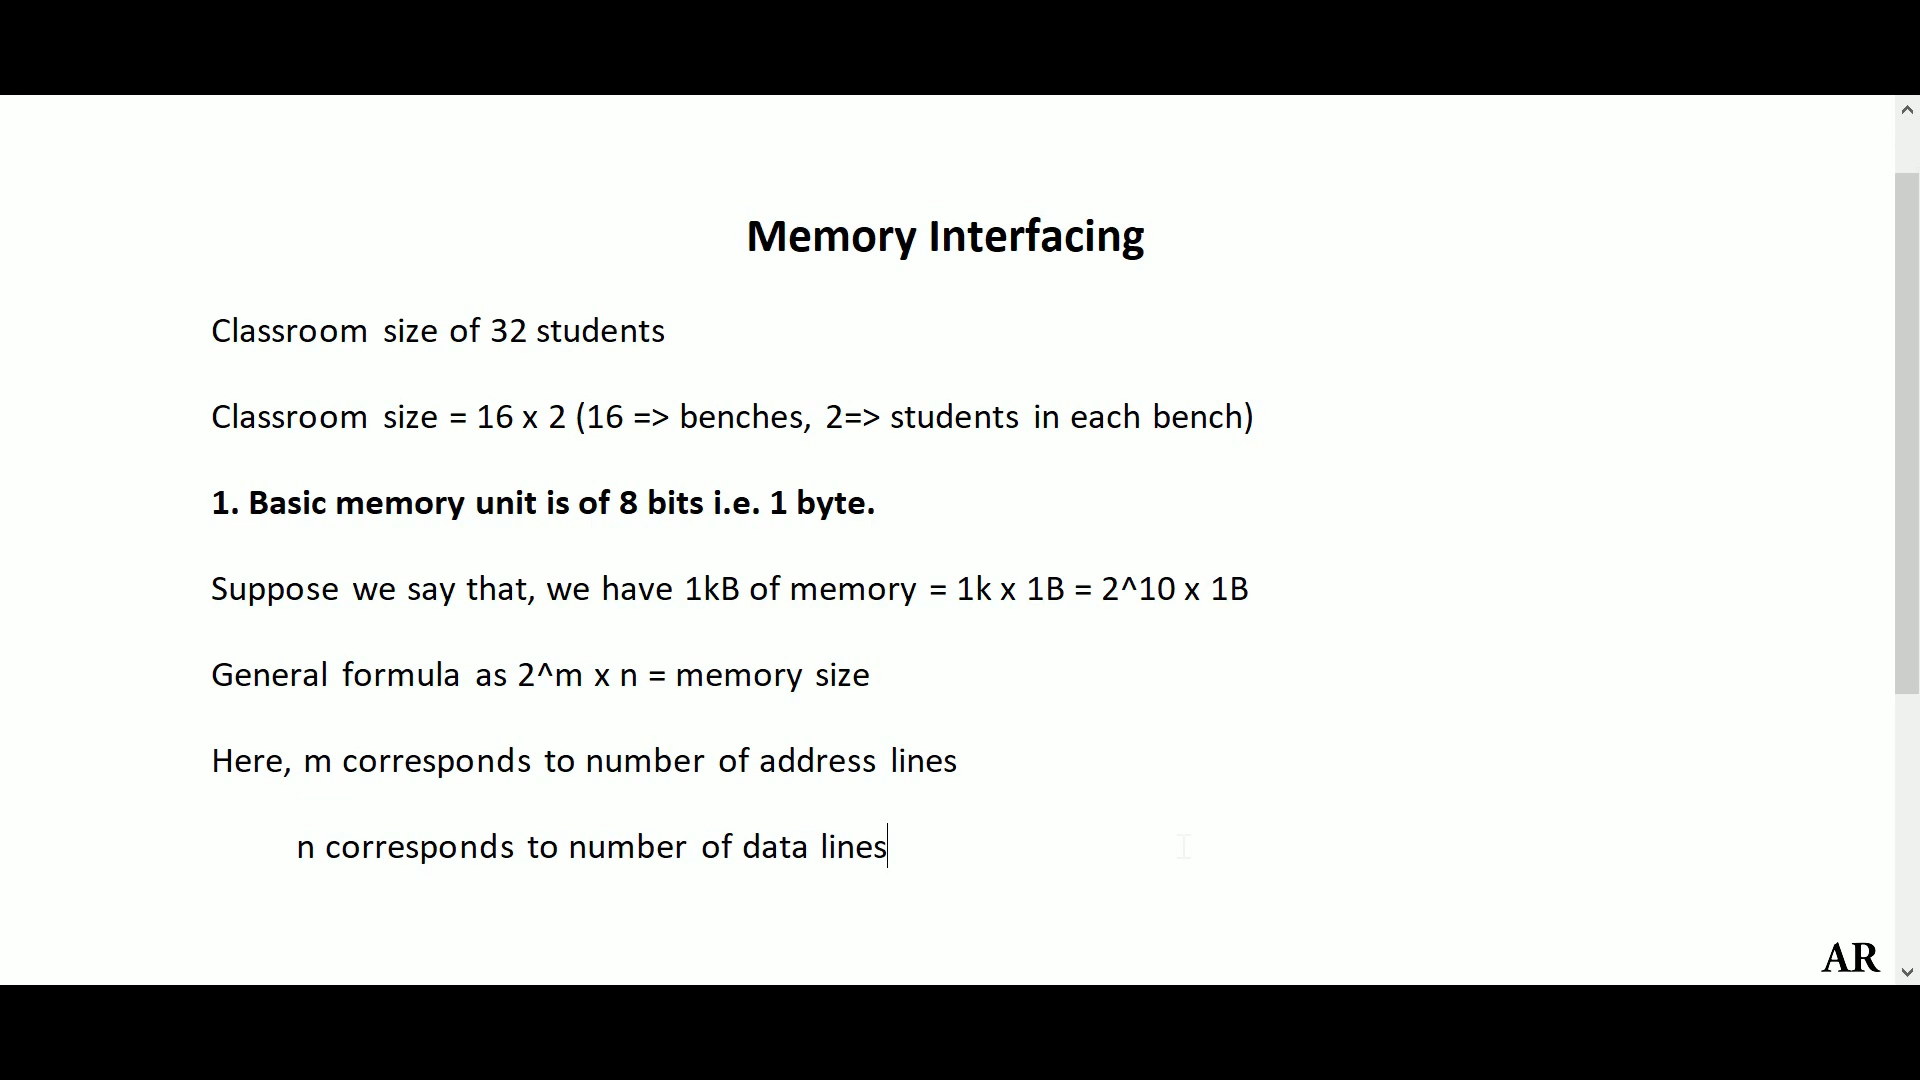 Memory Interfacing
Classroom size of 32 students
Classroom size = 16 x 2 (16 => benches, 2=> students in each bench)
1. Basic memory unit is of 8 bits i.e. 1 byte.
Suppose we say that, we have 1kB of memory = 1k x 1B = 2^10 x 1B
General formula as 2^m x n = memory size
Here, m corresponds to number of address lines
n corresponds to number of data lines
AR